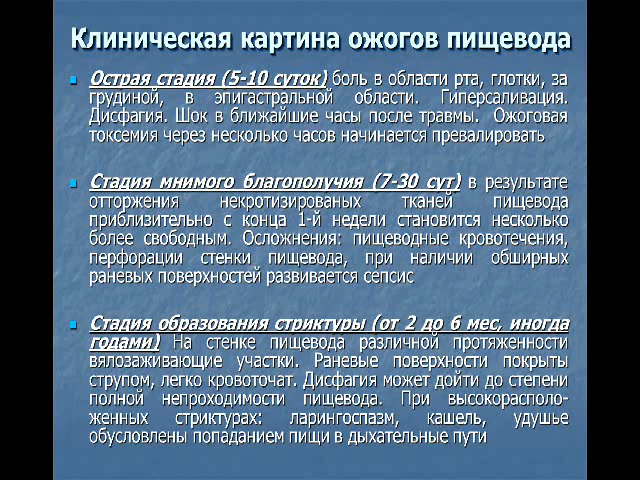 Клиническая картина ожогов пищевода
Острая стадия (5-10 суток) боль в области рта, глотки, за
грудиной, в эпигастральной области. Гиперсаливация.
Дисфагия. Шок в ближайшие часы после травмы. Ожоговая
токсемия через несколько часов начинается превалировать
Стадия мнимого благополучия (7-30 сут) в результате
отторжения некротизированых тканей пищевода
приблизительно с конца 1-й недели становится несколько
более свободным. Осложнения: пищеводные кровотечения,
перфорации стенки пищевода, при наличии обширных
раневых поверхностей развивается сепсис
Стадия образования стриктуры (от 2 до 6 мес, иногда
годами) На стенке пищевода различной протяженности
вялозаживающие участки. Раневые поверхности покрыты
струпом, легко кровоточат. Дисфагия может дойти до степени
полной непроходимости пищевода. При высокорасполо-
женных стриктурах: ларингоспазм, кашель, удушье
обусловлены попаданием пищи в дыхательные пути